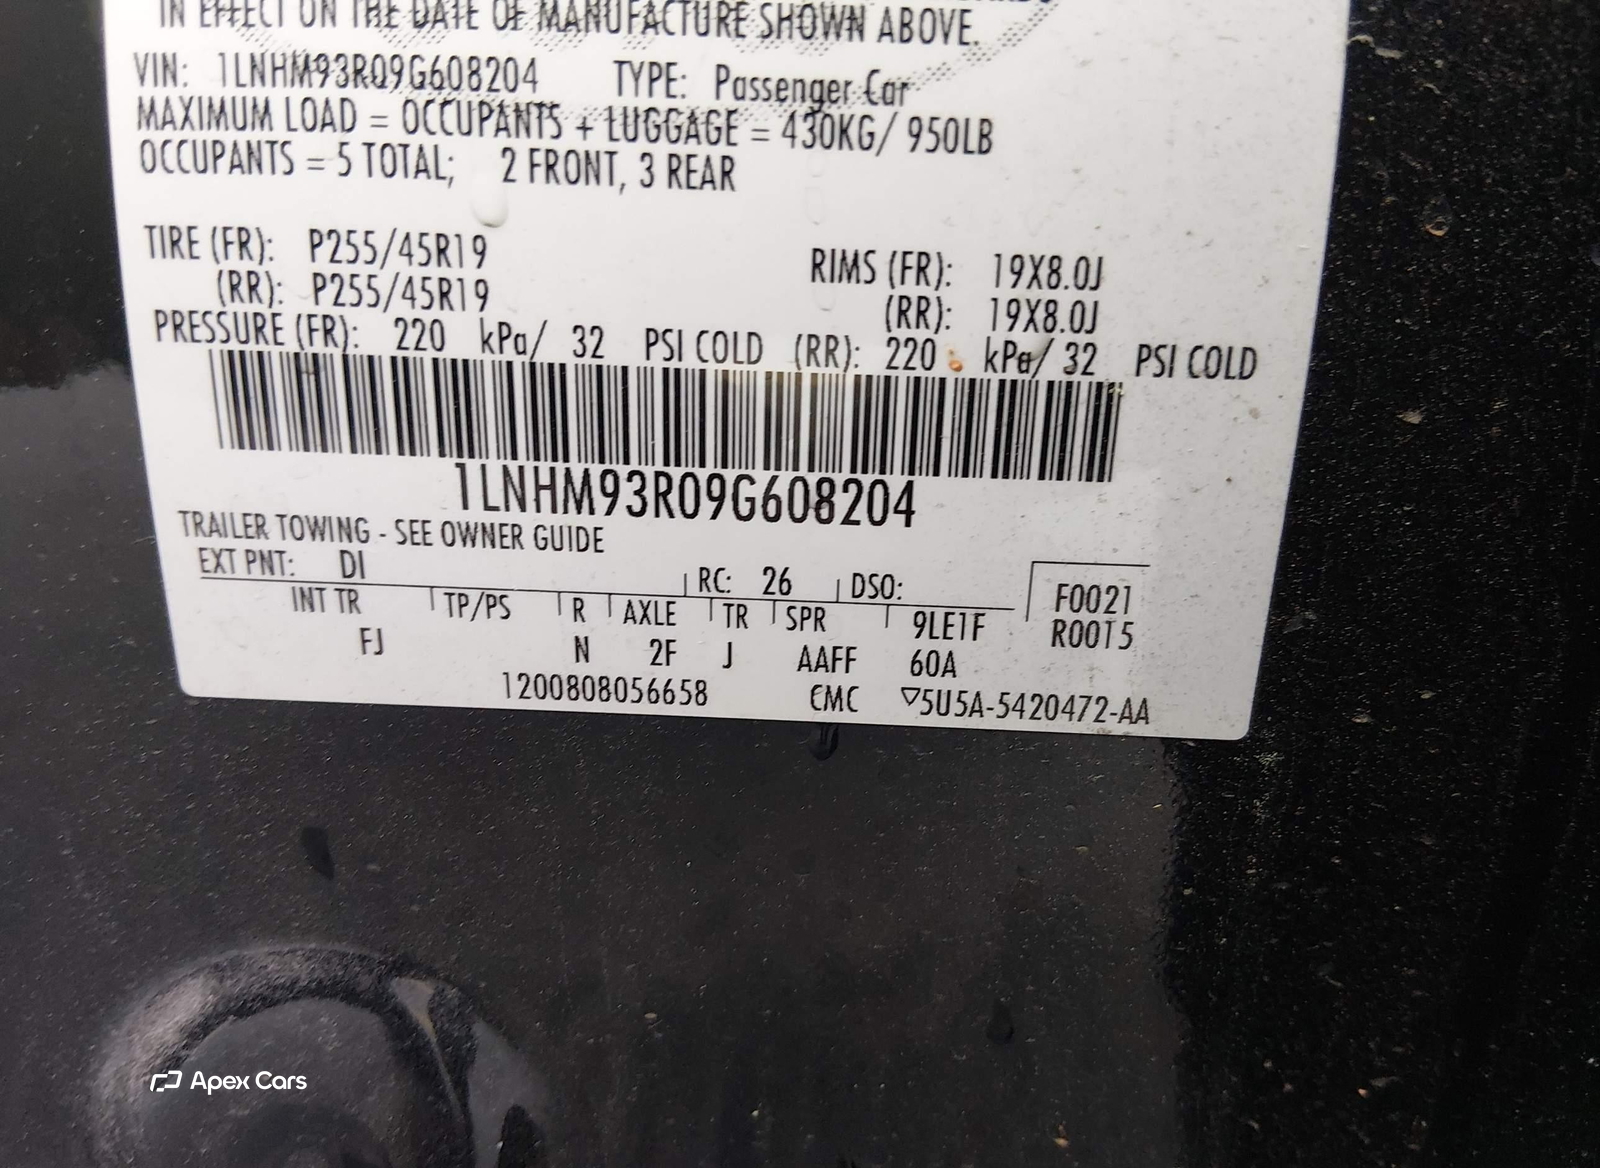 IN EFFECT ON THE DATE OF MANUFACTURE SHOWN ABOVE.
VIN: 1LNHM93R09G608204 TYPE: Passenger Car
MAXIMUM LOAD = OCCUPANTS + LUGGAGE = 430KG/ 950LB
OCCUPANTS = 5 TOTAL; 2 FRONT, 3 REAR
TIRE (FR): P255/45R19 RIMS (FR): 19X8.0J
(RR): P255/45R19 (RR): 19X8.0J
PRESSURE (FR): 220 kPa/ 32 PSI COLD (RR): 220 kPa/ 32 PSI COLD
1LNHM93R09G608204
TRAILER TOWING - SEE OWNER GUIDE
EXT PNT: DI RC: 26 DSO: F0021
INT TR TP/PS R AXLE TR SPR 9LE1F R0015
FJ N 2F J AAFF 60A
1200808056658 CMC ▽5U5A-5420472-AA
Apex Cars